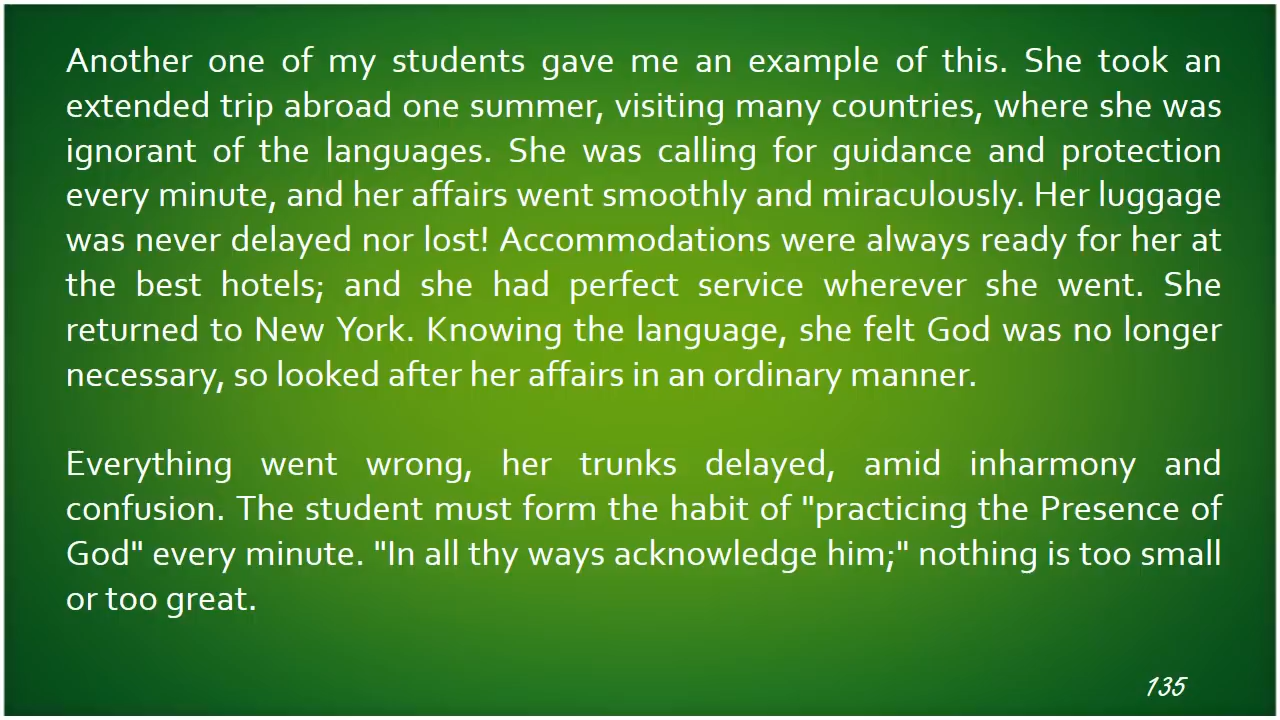 Another one of my students gave me an example of this. She took an
extended trip abroad one summer, visiting many countries, where she was
ignorant of the languages. She was calling for guidance and protection
every minute, and her affairs went smoothly and miraculously. Her luggage
was never delayed nor lost! Accommodations were always ready for her at
the best hotels; and she had perfect service wherever she went. She
returned to New York. Knowing the language, she felt God was no longer
necessary, so looked after her affairs in an ordinary manner.
Everything went wrong, her trunks delayed, amid inharmony and
confusion. The student must form the habit of "practicing the Presence of
God" every minute. "In all thy ways acknowledge him;" nothing is too small
or too great.
135